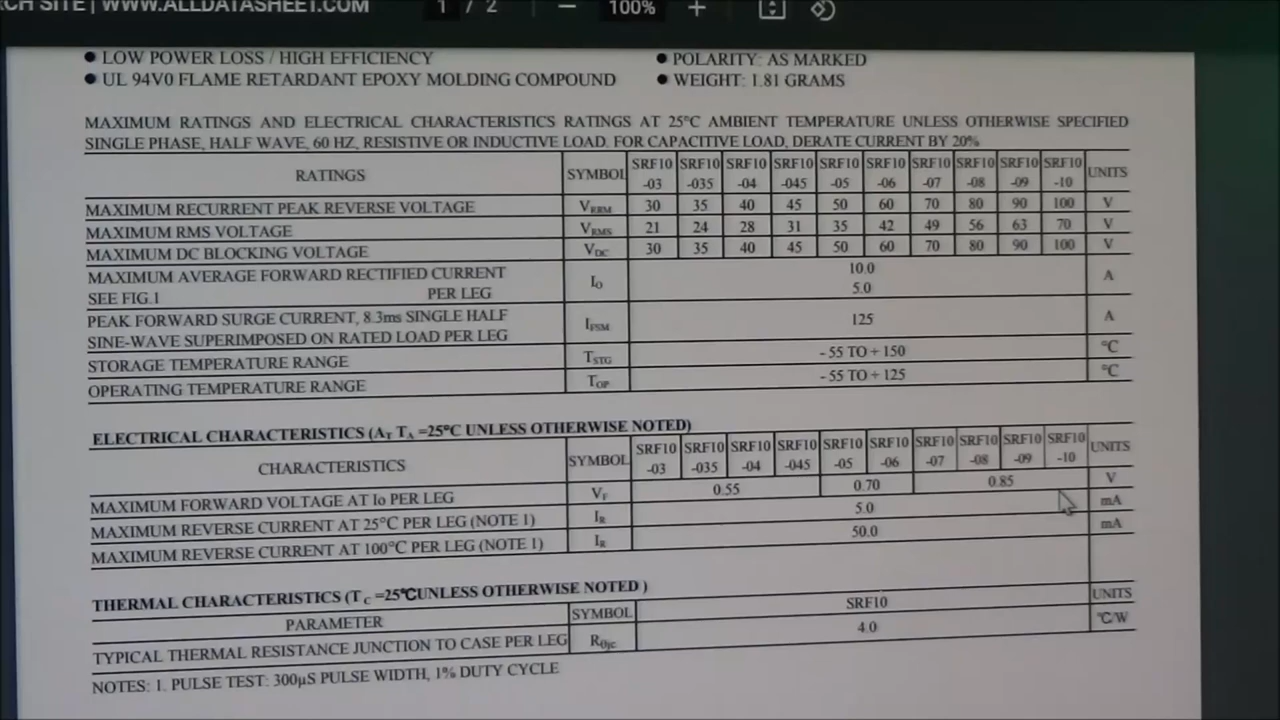 CH SITE | WWW.ALLDATASHEET.COM 1 / 2 — 100% +
● LOW POWER LOSS / HIGH EFFICIENCY
● UL 94V0 FLAME RETARDANT EPOXY MOLDING COMPOUND
● POLARITY: AS MARKED
● WEIGHT: 1.81 GRAMS
MAXIMUM RATINGS AND ELECTRICAL CHARACTERISTICS RATINGS AT 25°C AMBIENT TEMPERATURE UNLESS OTHERWISE SPECIFIED
SINGLE PHASE, HALF WAVE, 60 HZ, RESISTIVE OR INDUCTIVE LOAD. FOR CAPACITIVE LOAD, DERATE CURRENT BY 20%
RATINGS SYMBOL SRF10 -03 SRF10 -035 SRF10 -04 SRF10 -045 SRF10 -05 SRF10 -06 SRF10 -07 SRF10 -08 SRF10 -09 SRF10 -10 UNITS
MAXIMUM RECURRENT PEAK REVERSE VOLTAGE VRRM 30 35 40 45 50 60 70 80 90 100 V
MAXIMUM RMS VOLTAGE VRMS 21 24 28 31 35 42 49 56 63 70 V
MAXIMUM DC BLOCKING VOLTAGE VDC 30 35 40 45 50 60 70 80 90 100 V
MAXIMUM AVERAGE FORWARD RECTIFIED CURRENT IO 10.0 A
SEE FIG.1 PER LEG 5.0
PEAK FORWARD SURGE CURRENT, 8.3ms SINGLE HALF IFSM 125 A
SINE-WAVE SUPERIMPOSED ON RATED LOAD PER LEG
STORAGE TEMPERATURE RANGE TSTG - 55 TO + 150 °C
OPERATING TEMPERATURE RANGE TOP - 55 TO + 125 °C
ELECTRICAL CHARACTERISTICS (AT TA =25°C UNLESS OTHERWISE NOTED)
CHARACTERISTICS SYMBOL SRF10 -03 SRF10 -035 SRF10 -04 SRF10 -045 SRF10 -05 SRF10 -06 SRF10 -07 SRF10 -08 SRF10 -09 SRF10 -10 UNITS
MAXIMUM FORWARD VOLTAGE AT Io PER LEG VF 0.55 0.70 0.85 V
MAXIMUM REVERSE CURRENT AT 25°C PER LEG (NOTE 1) IR 5.0 mA
MAXIMUM REVERSE CURRENT AT 100°C PER LEG (NOTE 1) IR 50.0 mA
THERMAL CHARACTERISTICS (TC =25℃UNLESS OTHERWISE NOTED )
PARAMETER SYMBOL SRF10 UNITS
TYPICAL THERMAL RESISTANCE JUNCTION TO CASE PER LEG Rθjc 4.0 °C/W
NOTES: 1. PULSE TEST: 300µS PULSE WIDTH, 1% DUTY CYCLE